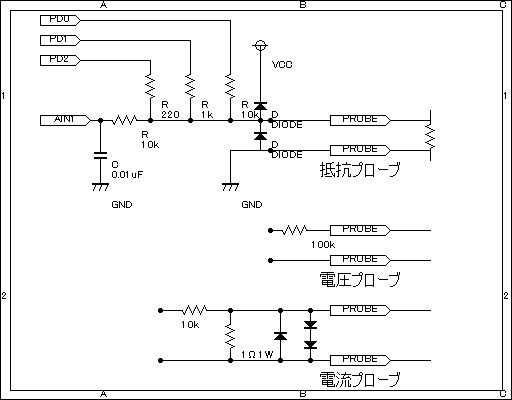 A B C
PD0
PD1
PD2
VCC
1 1
R R R D
220 1k 10k DIODE
AIN1 PROBE
R
10k
D
DIODE PROBE
抵抗プローブ
C
0.01uF
GND GND
PROBE
100k
PROBE
電圧プローブ
2 2
PROBE
10k
1Ω1W
PROBE
電流プローブ
A B C